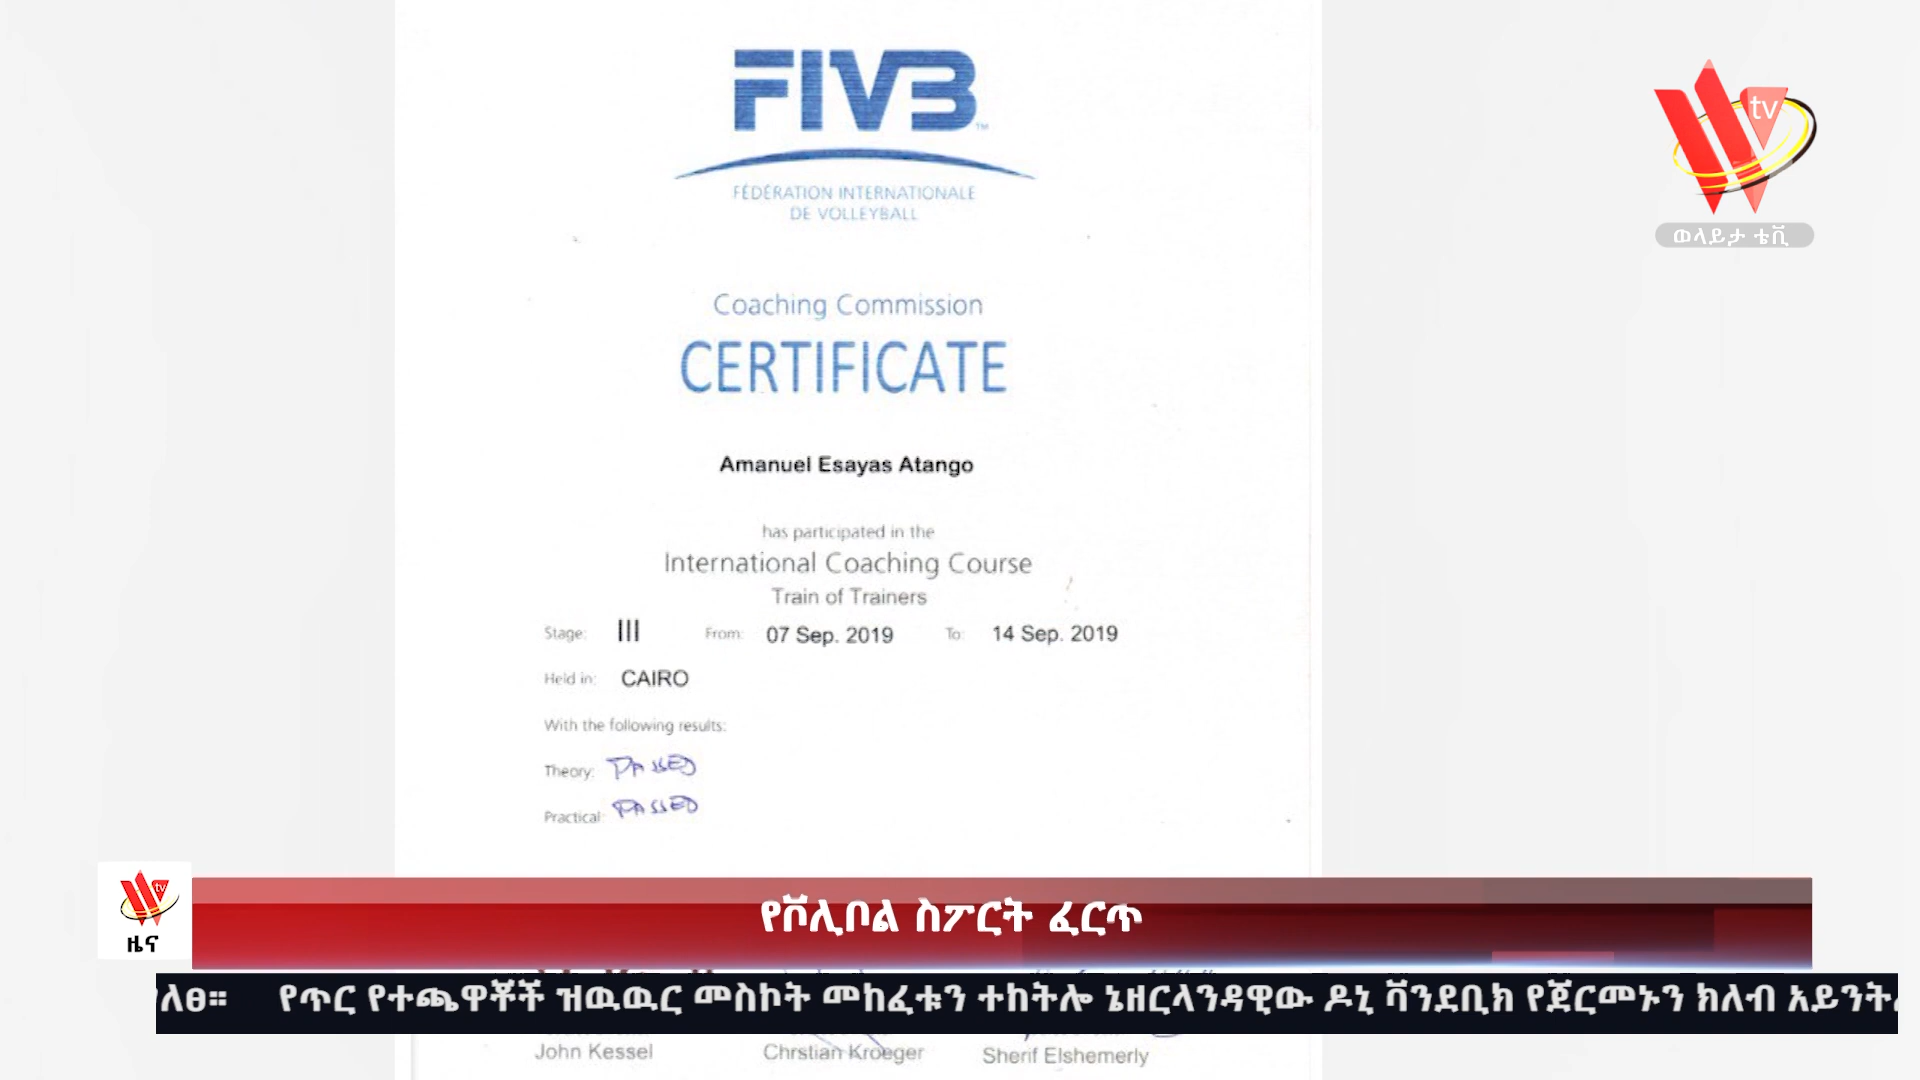 FIVB
™
FÉDÉRATION INTERNATIONALE
DE VOLLEYBALL
tv
ወላይታ ቴቪ
Coaching Commission
CERTIFICATE
Amanuel Esayas Atango
has participated in the
International Coaching Course
Train of Trainers
Stage: III From: 07 Sep. 2019 To: 14 Sep. 2019
Held in: CAIRO
With the following results:
Theory: PASSED
Practical: PASSED
tv
ዜና
የቮሊቦል ስፖርት ፈርጥ
የጥር የተጫዋቾች ዝዉዉር መስኮት መከፈቱን ተከትሎ ኔዘርላንዳዊው ዶኒ ቫንደቢክ የጀርመኑን ክለብ
John Kessel Chrstian Kroeger Sherif Elshemerly